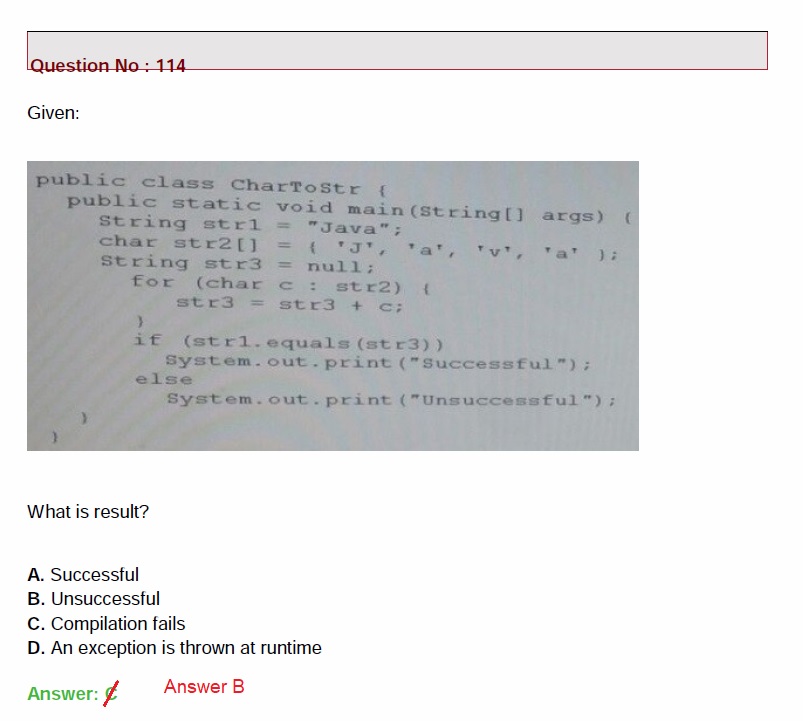 Question No : 114
Given:
public class CharToStr {
public static void main(String[] args) {
String str1 = "Java";
char str2[] = { 'J', 'a', 'v', 'a' };
String str3 = null;
for (char c : str2) {
str3 = str3 + c;
}
if (str1.equals(str3))
System.out.print("Successful");
else
System.out.print("Unsuccessful");
}
}
What is result?
A. Successful
B. Unsuccessful
C. Compilation fails
D. An exception is thrown at runtime
Answer: C Answer B